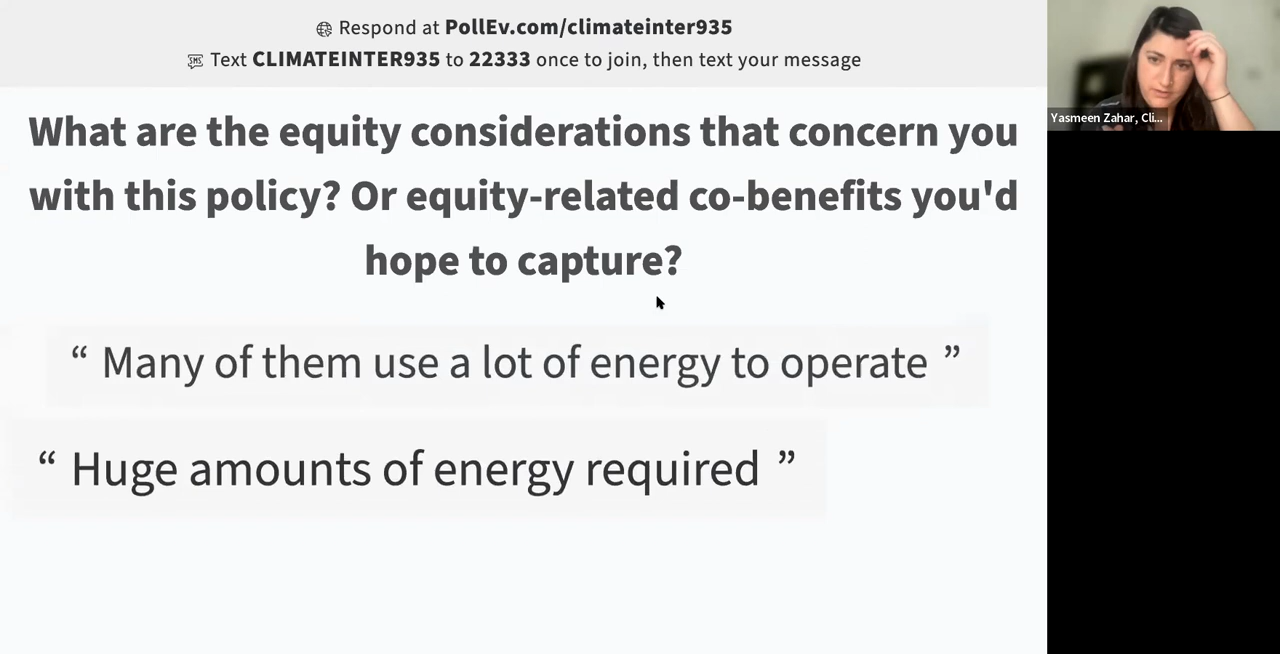 Respond at PollEv.com/climateinter935
Text CLIMATEINTER935 to 22333 once to join, then text your message
What are the equity considerations that concern you
with this policy? Or equity-related co-benefits you'd
hope to capture?
“ Many of them use a lot of energy to operate ”
“ Huge amounts of energy required ”
Yasmeen Zahar, Cli...